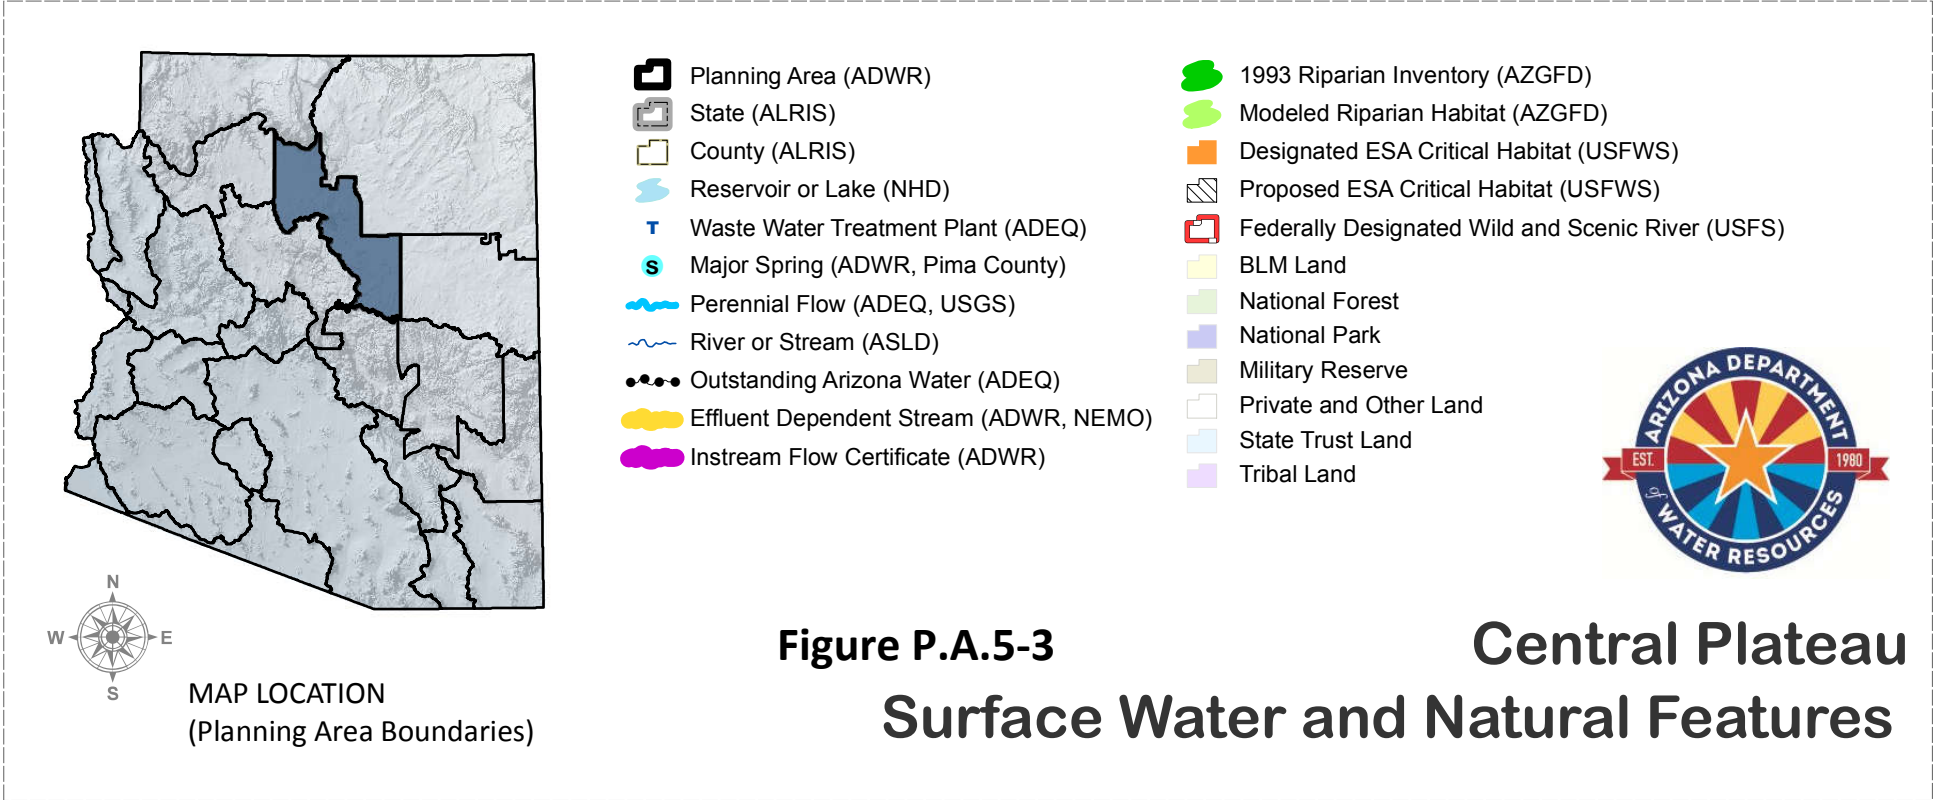 Planning Area (ADWR)
State (ALRIS)
County (ALRIS)
Reservoir or Lake (NHD)
T Waste Water Treatment Plant (ADEQ)
S Major Spring (ADWR, Pima County)
Perennial Flow (ADEQ, USGS)
River or Stream (ASLD)
Outstanding Arizona Water (ADEQ)
Effluent Dependent Stream (ADWR, NEMO)
Instream Flow Certificate (ADWR)
1993 Riparian Inventory (AZGFD)
Modeled Riparian Habitat (AZGFD)
Designated ESA Critical Habitat (USFWS)
Proposed ESA Critical Habitat (USFWS)
Federally Designated Wild and Scenic River (USFS)
BLM Land
National Forest
National Park
Military Reserve
Private and Other Land
State Trust Land
Tribal Land
ARIZONA DEPARTMENT
EST. 1980
of WATER RESOURCES
N
W E
S
MAP LOCATION
(Planning Area Boundaries)
Figure P.A.5-3
Central Plateau
Surface Water and Natural Features